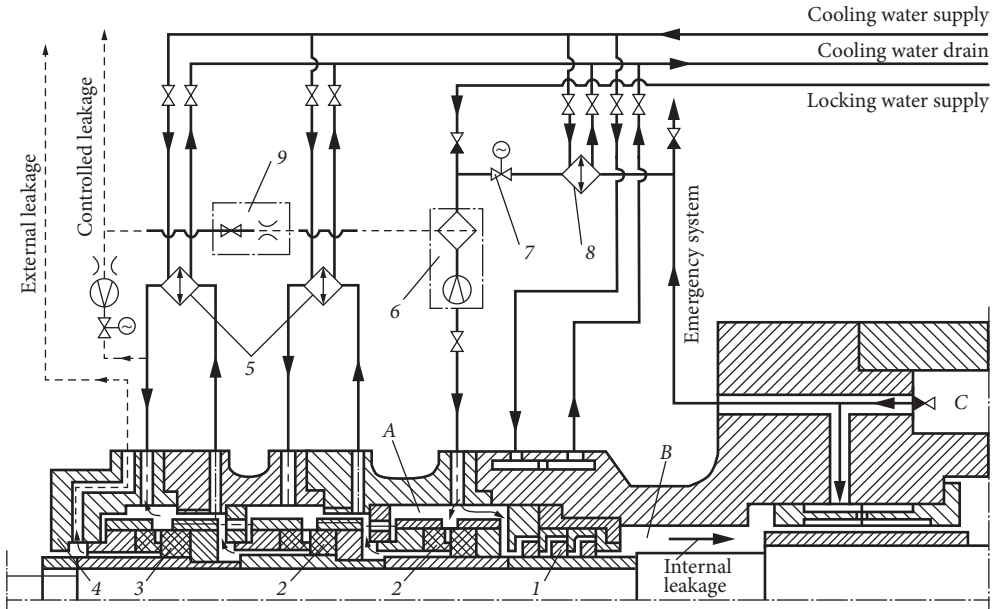 Cooling water supply
Cooling water drain
Locking water supply
External leakage
Controlled leakage
Emergency system
9
7
8
6
5
A
B
C
Internal
leakage
4
3
2
2
1